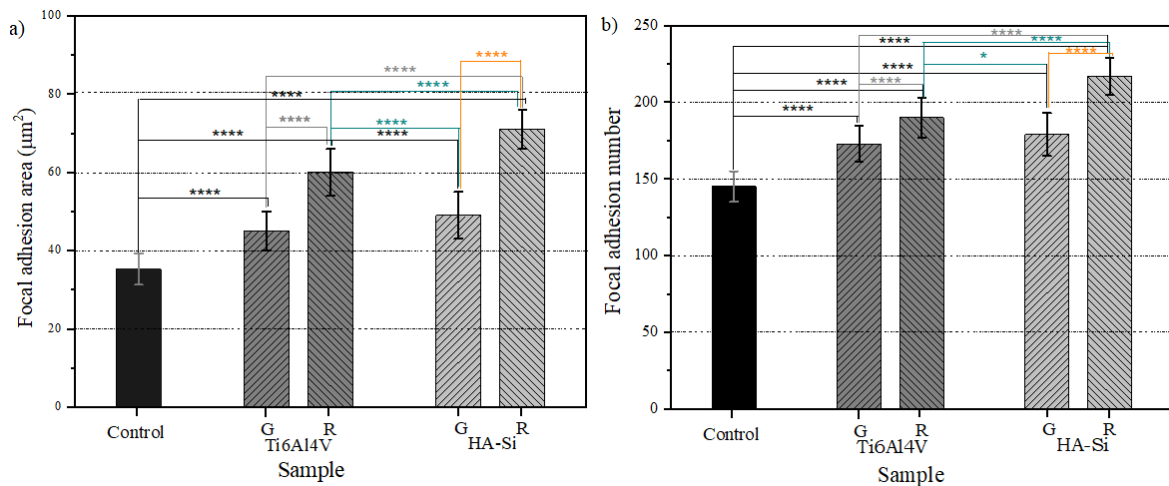 a)
Focal adhesion area (μm²)
100
80
60
40
20
0
****
****
****
****
****
****
****
****
****
Control
G R
Ti6Al4V
G R
HA-Si
Sample
b)
Focal adhesion number
250
200
150
100
50
0
****
****
****
****
*
****
****
****
****
Control
G R
Ti6Al4V
G R
HA-Si
Sample